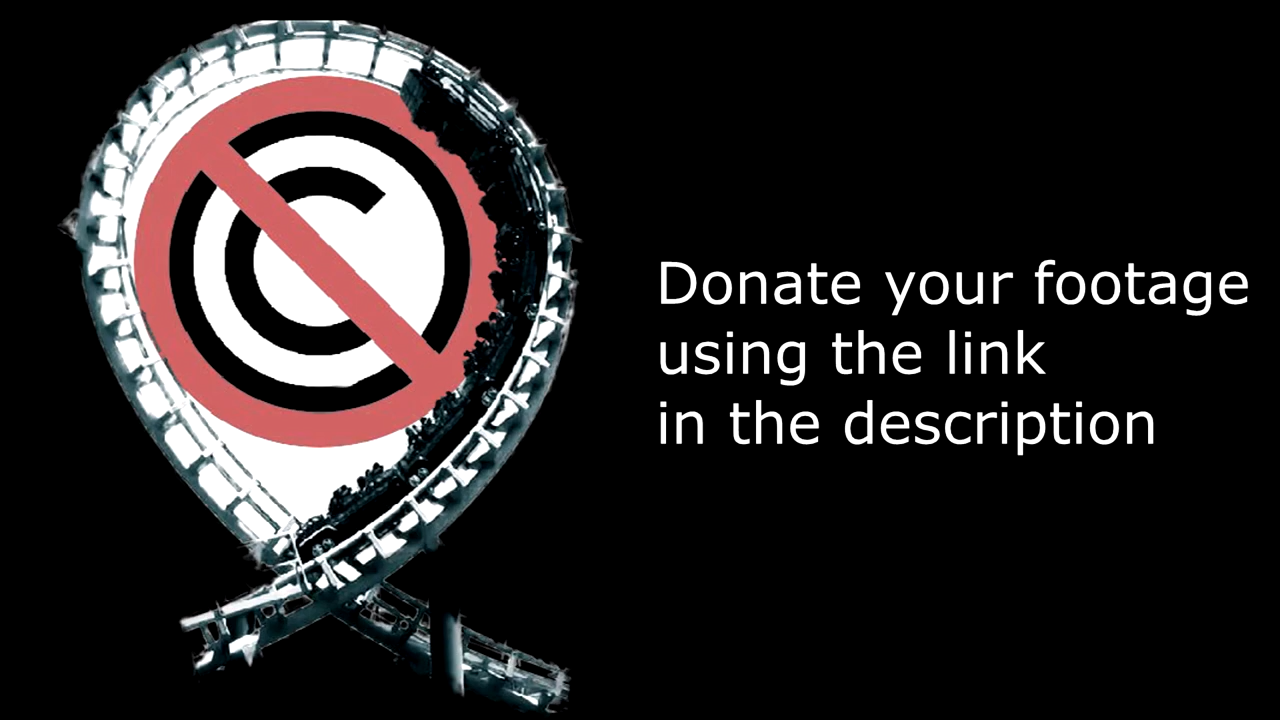 Donate your footage
using the link
in the description